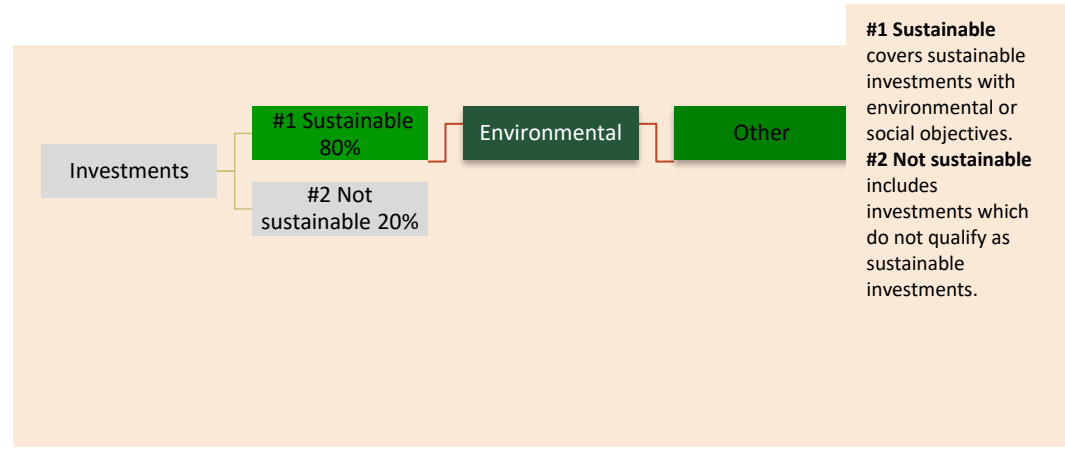 Investments
#1 Sustainable
80%
#2 Not
sustainable 20%
Environmental
Other
#1 Sustainable
covers sustainable
investments with
environmental or
social objectives.
#2 Not sustainable
includes
investments which
do not qualify as
sustainable
investments.